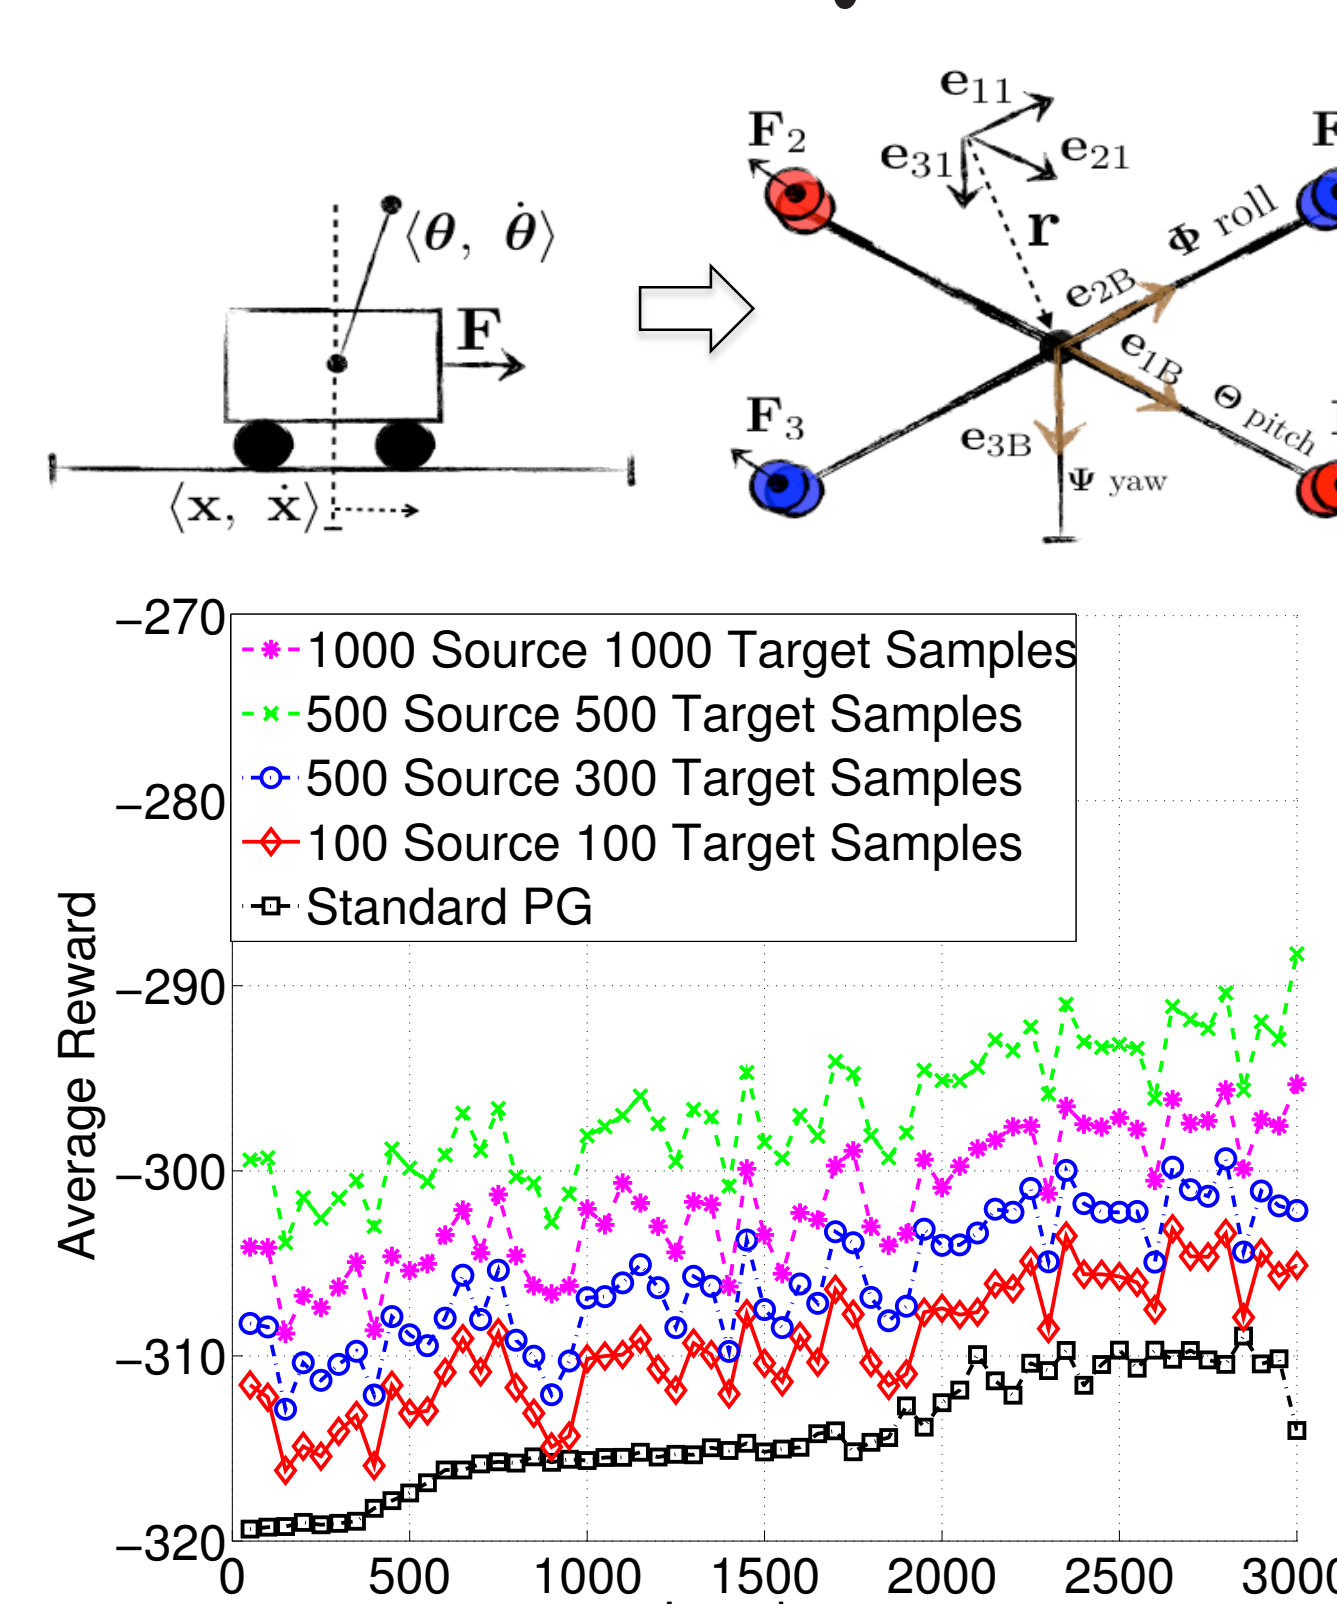 e₁₁
F₂
F
e₃₁
e₂₁
⟨θ, θ̇⟩
r
Φ roll
e₂B
F
e₁B
Θ pitch
F₃
e₃B
Ψ yaw
⟨x, ẋ⟩
−270
1000 Source 1000 Target Samples
500 Source 500 Target Samples
−280
500 Source 300 Target Samples
100 Source 100 Target Samples
Standard PG
Average Reward
−290
−300
−310
−320
0 500 1000 1500 2000 2500 3000